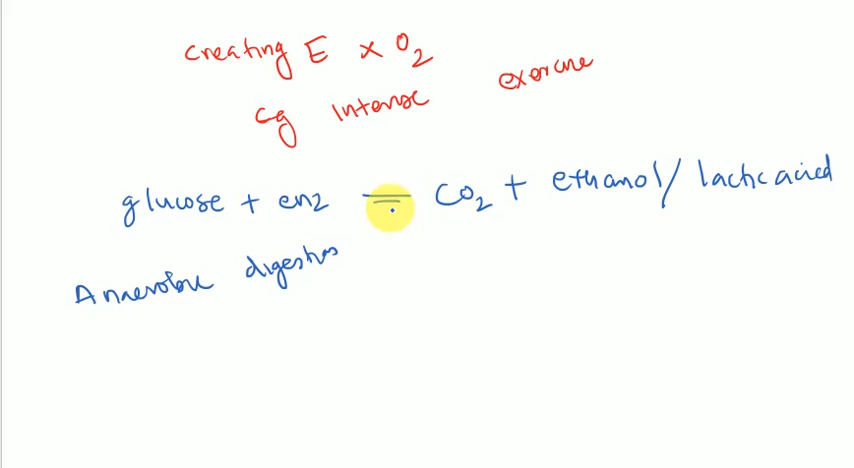 creating E × O₂
eg Intense exercise
glucose + enz = CO₂ + ethanol/ lactic acid
Anaerobic digestion